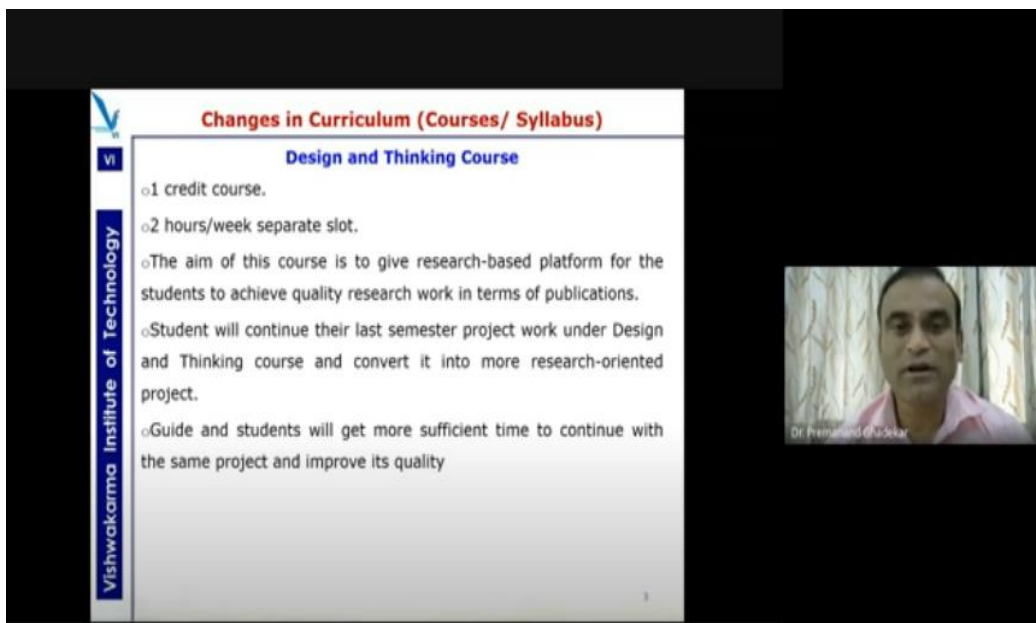 Changes in Curriculum (Courses/ Syllabus)
VI
VI
Design and Thinking Course
○1 credit course.
○2 hours/week separate slot.
○The aim of this course is to give research-based platform for the
students to achieve quality research work in terms of publications.
○Student will continue their last semester project work under Design
and Thinking course and convert it into more research-oriented
project.
○Guide and students will get more sufficient time to continue with
the same project and improve its quality
Vishwakarma Institute of Technology
Dr. Premanand Ghadekar